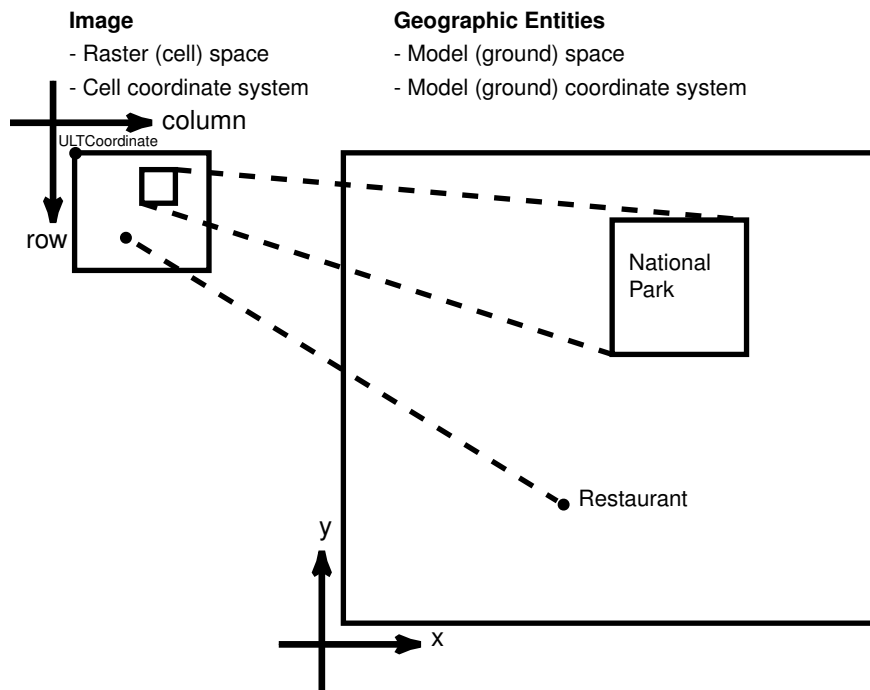 Image
- Raster (cell) space
- Cell coordinate system
Geographic Entities
- Model (ground) space
- Model (ground) coordinate system
column
ULTCoordinate
row
National
Park
Restaurant
y
x